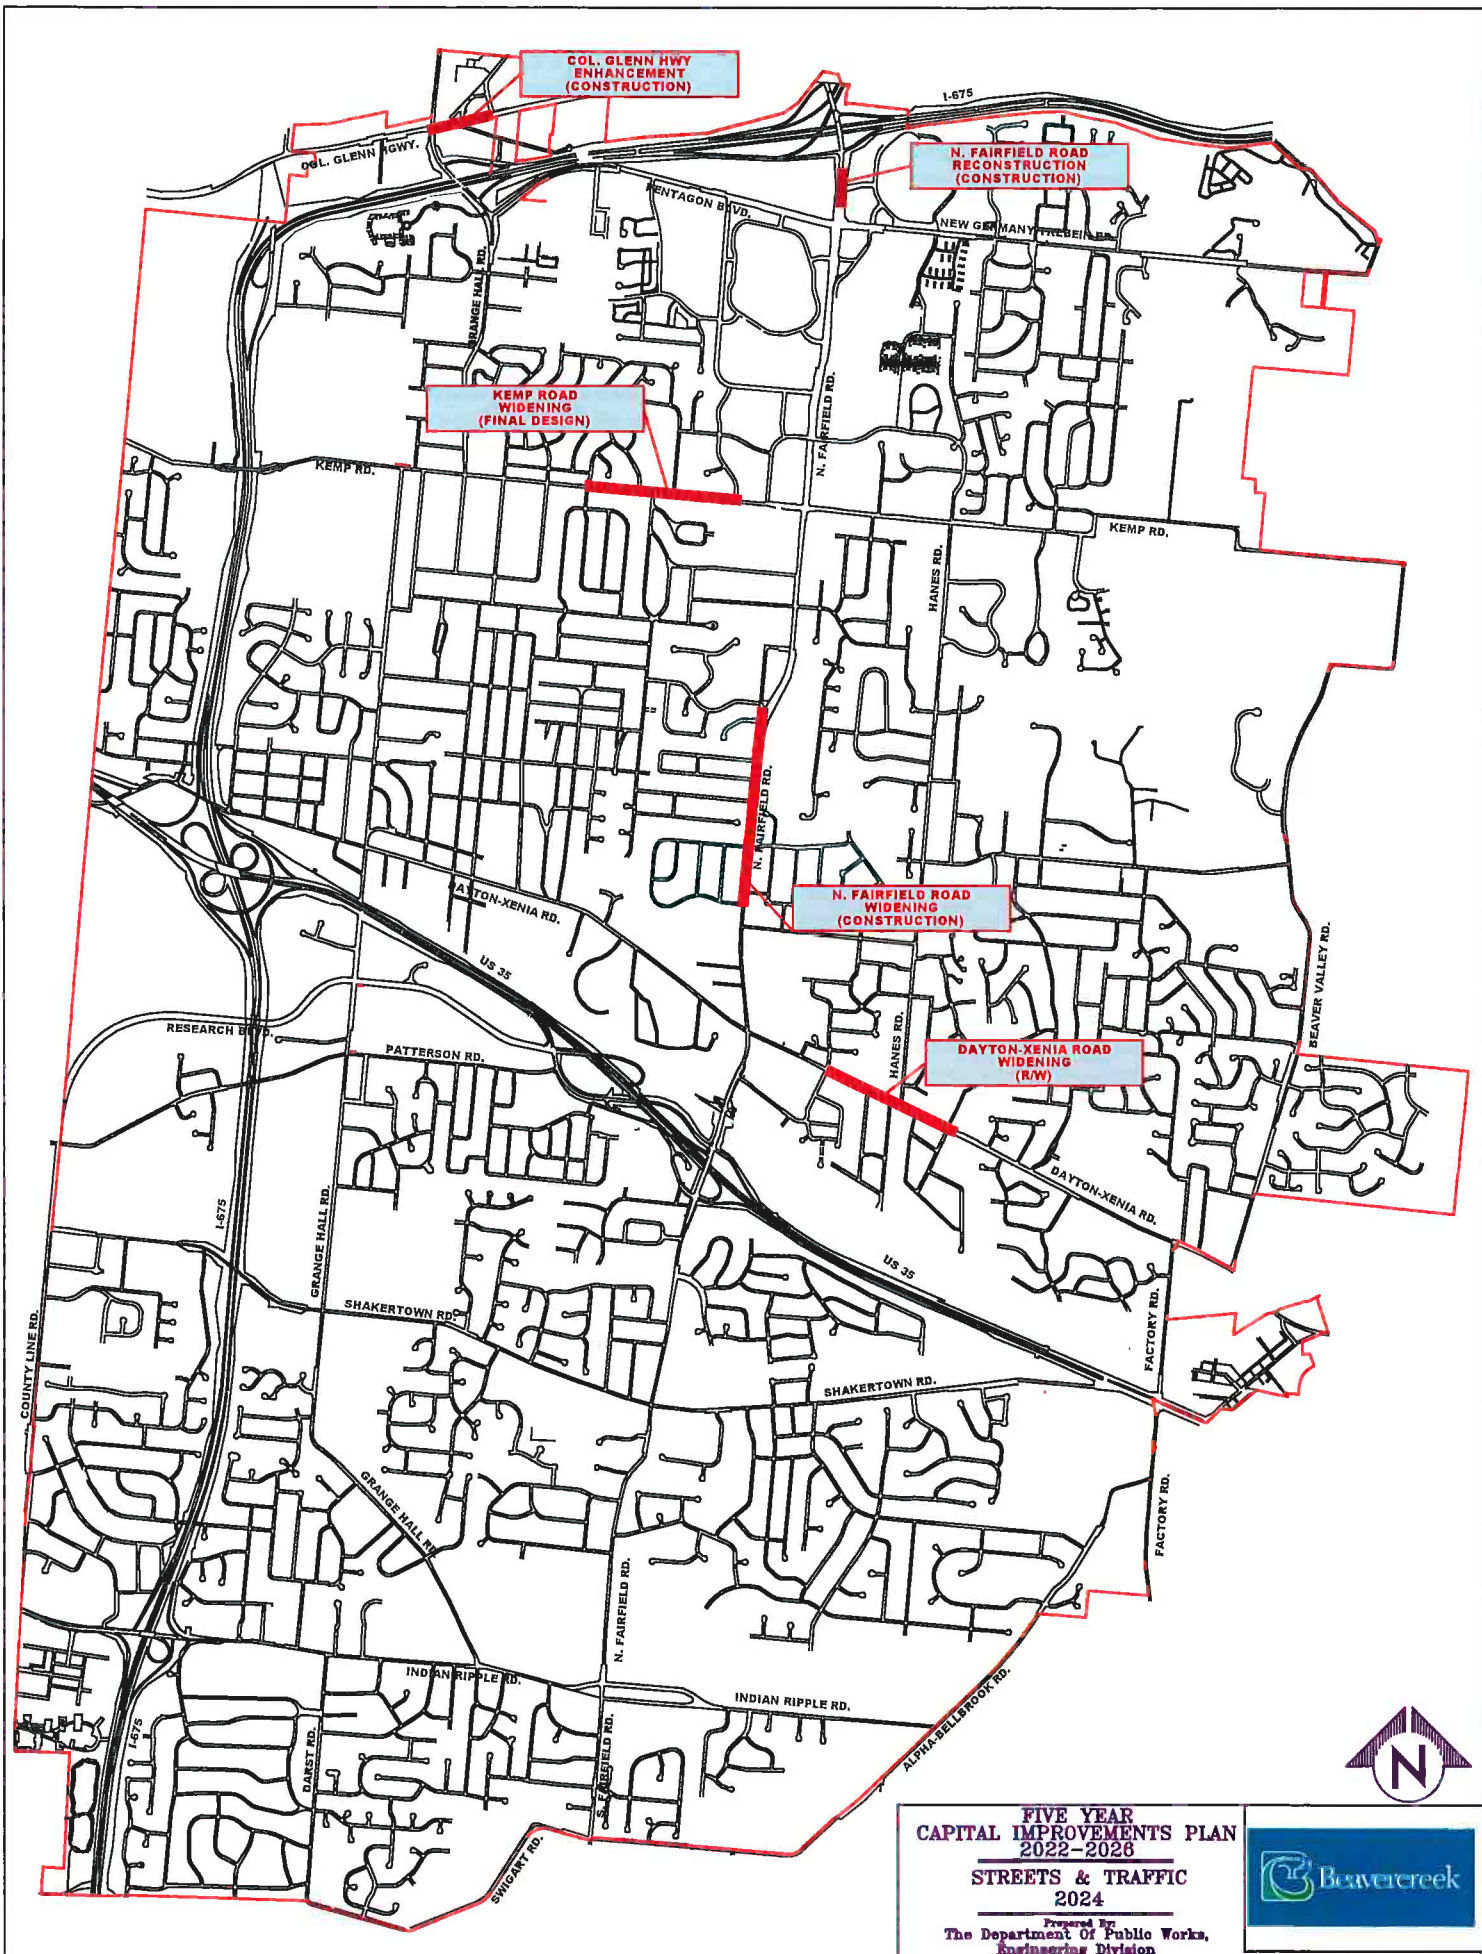 COL. GLENN HWY
ENHANCEMENT
(CONSTRUCTION)
I-675
COL. GLENN HGWY.
N. FAIRFIELD ROAD
RECONSTRUCTION
(CONSTRUCTION)
PENTAGON BLVD.
NEW GERMANY TREBEIN RD.
GRANGE HALL RD.
KEMP ROAD
WIDENING
(FINAL DESIGN)
N. FAIRFIELD RD.
KEMP RD.
KEMP RD.
HANES RD.
N. FAIRFIELD RD.
DAYTON-XENIA RD.
N. FAIRFIELD ROAD
WIDENING
(CONSTRUCTION)
US 35
BEAVER VALLEY RD.
RESEARCH BLVD.
PATTERSON RD.
HANES RD.
DAYTON-XENIA ROAD
WIDENING
(R/W)
DAYTON-XENIA RD.
I-675
GRANGE HALL RD.
US 35
SHAKERTOWN RD.
COUNTY LINE RD.
FACTORY RD.
SHAKERTOWN RD.
GRANGE HALL RD.
FACTORY RD.
N. FAIRFIELD RD.
INDIAN RIPPLE RD.
INDIAN RIPPLE RD.
ALPHA-BELLBROOK RD.
I-675
DARST RD.
S. FAIRFIELD RD.
SWIGART RD.
N
FIVE YEAR
CAPITAL IMPROVEMENTS PLAN
2022-2026
STREETS & TRAFFIC
2024
Prepared By:
The Department Of Public Works,
Engineering Division
Beavercreek